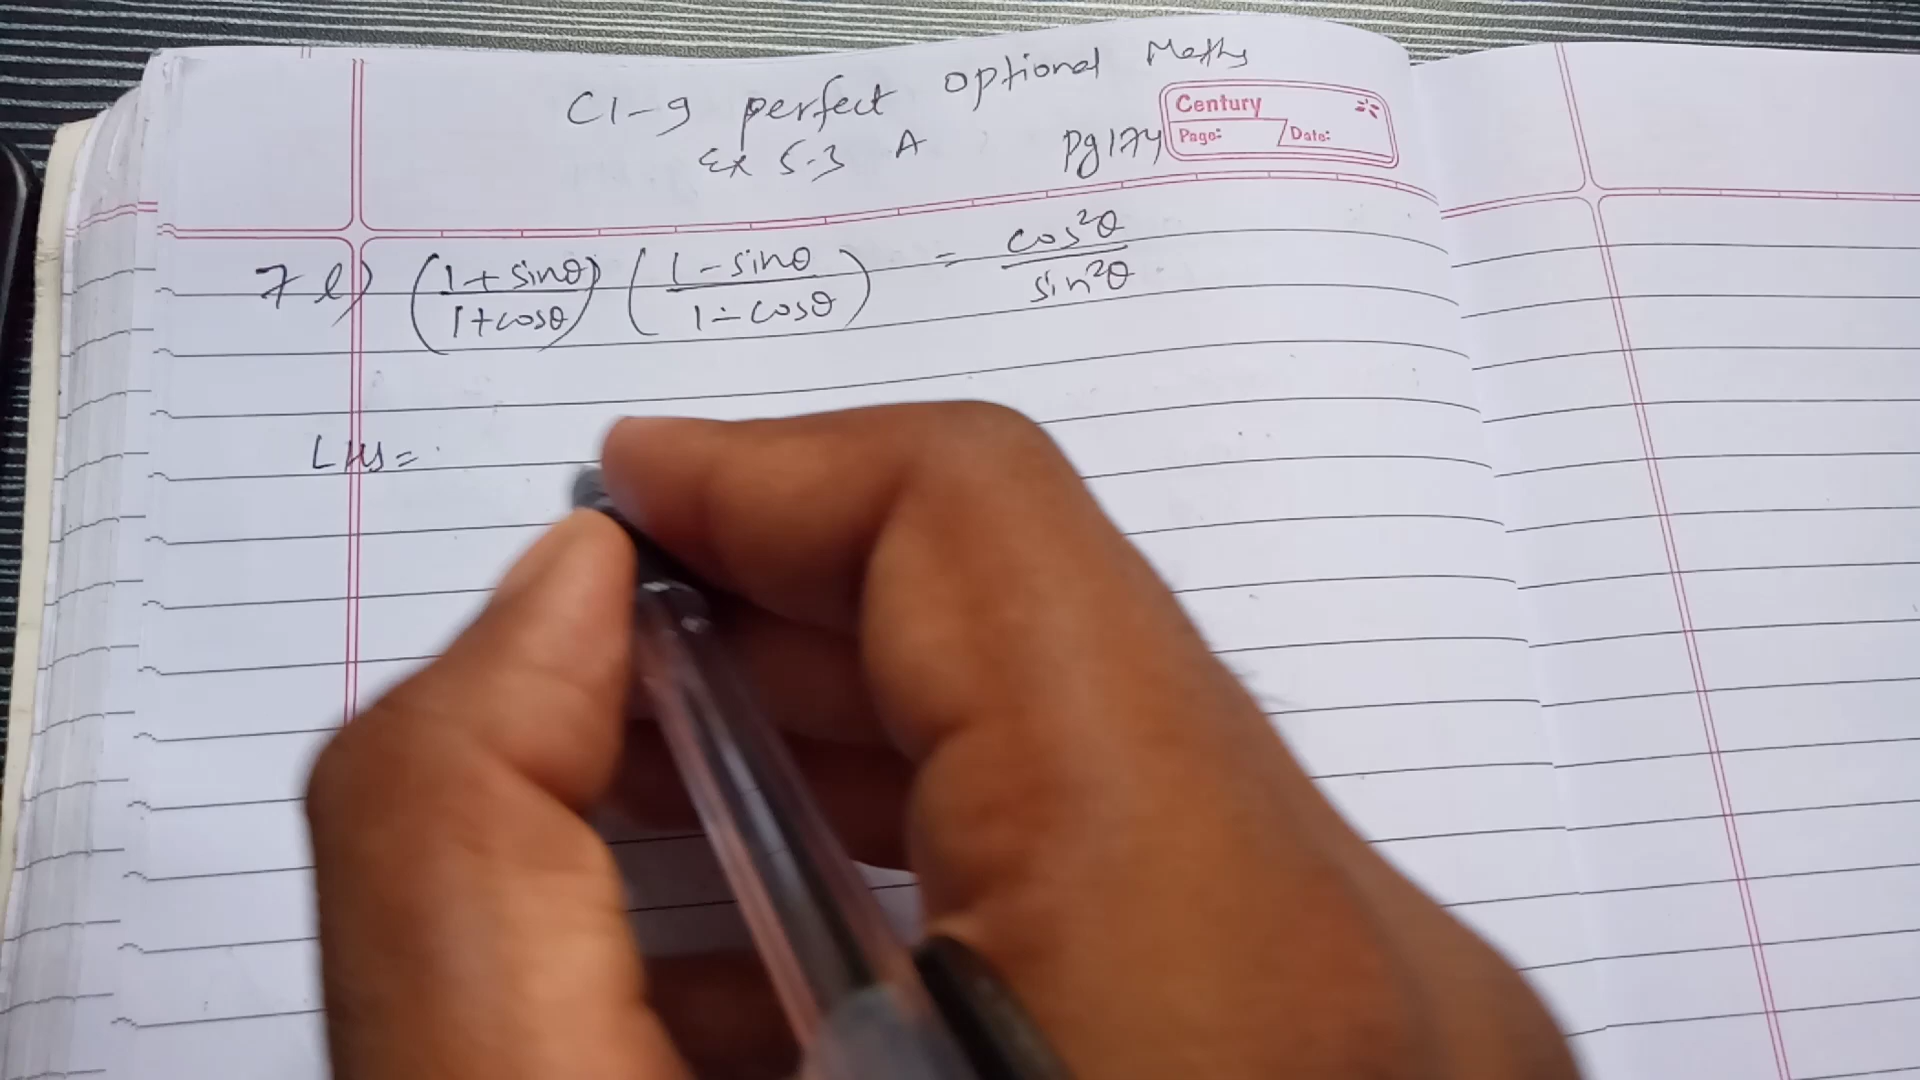 Cl-9 perfect optional Maths
Ex 5.3 A Pg 174
Century
Page: Date:
7 l) (1+sinθ/1+cosθ) (1-sinθ/1-cosθ) = cos²θ/sin²θ
LHS =